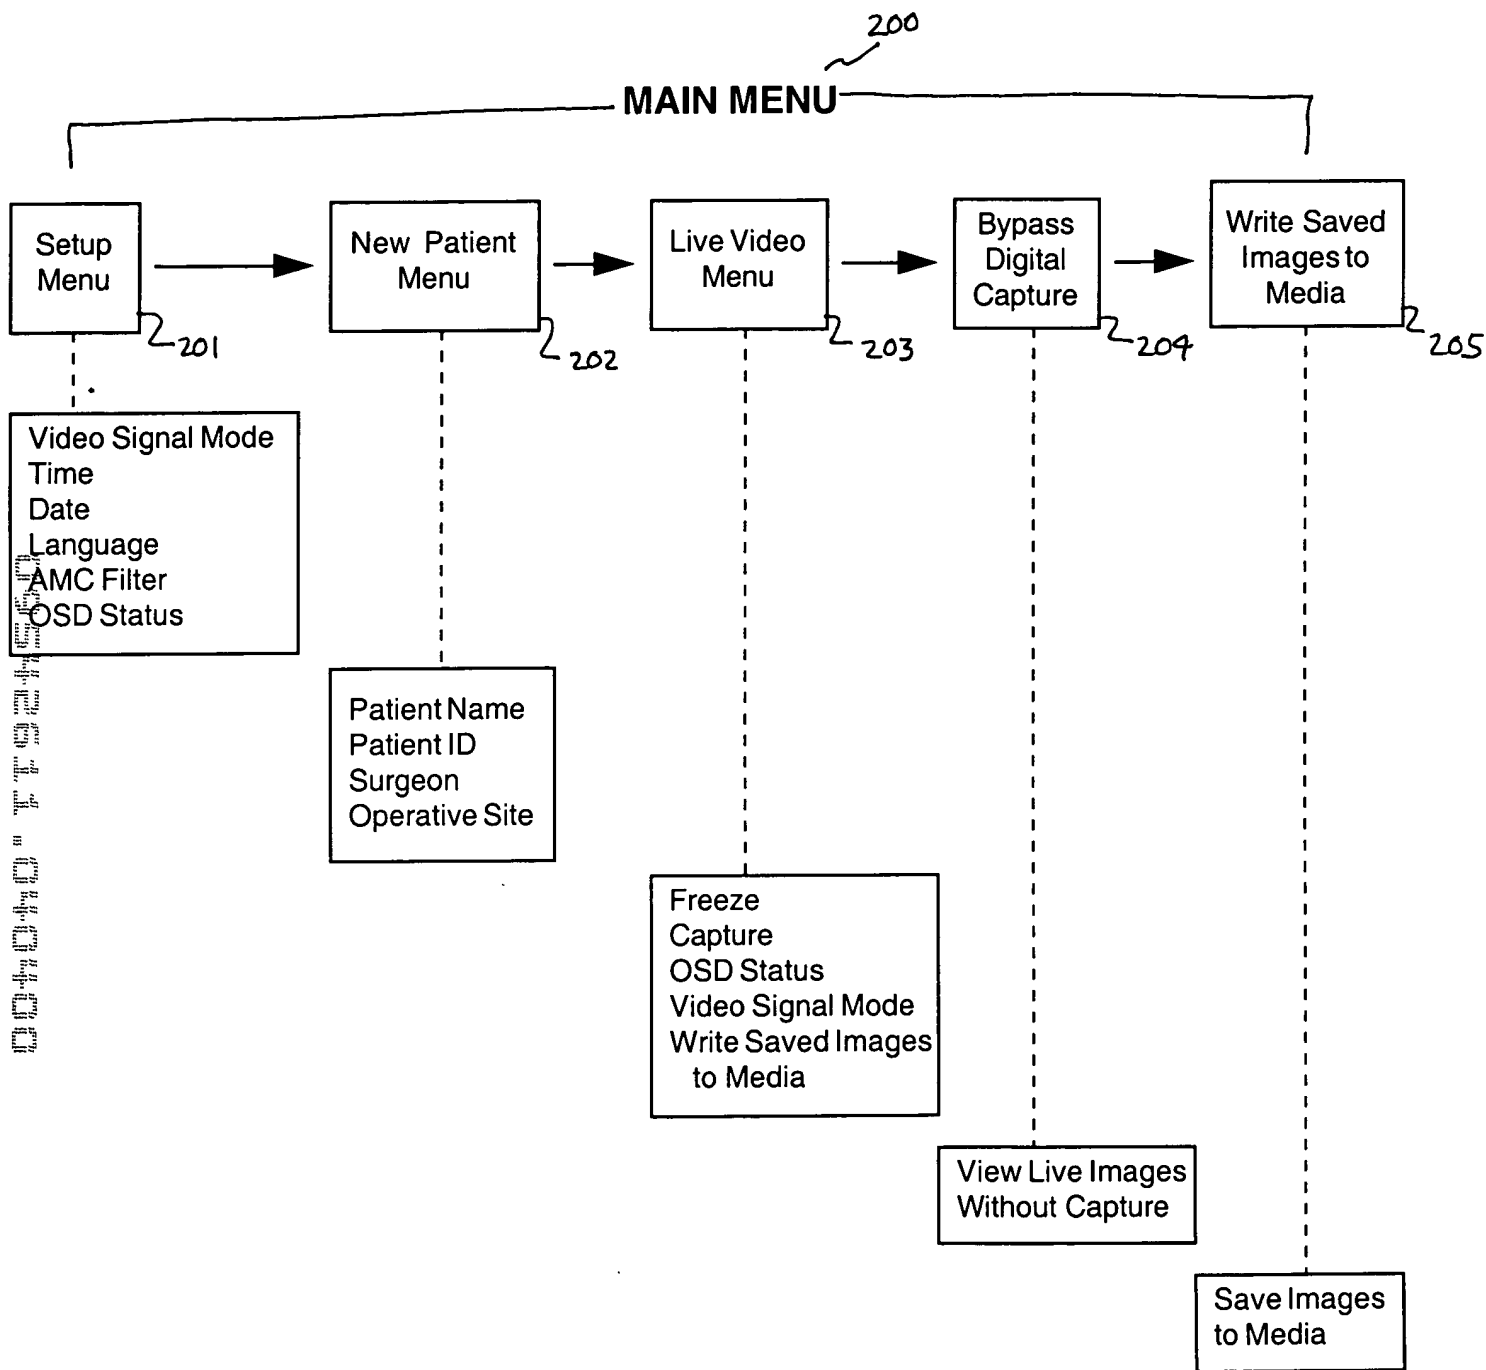 200
MAIN MENU
Setup
Menu
201
New Patient
Menu
202
Live Video
Menu
203
Bypass
Digital
Capture
204
Write Saved
Images to
Media
205
Video Signal Mode
Time
Date
Language
AMC Filter
OSD Status
Patient Name
Patient ID
Surgeon
Operative Site
Freeze
Capture
OSD Status
Video Signal Mode
Write Saved Images
to Media
View Live Images
Without Capture
Save Images
to Media
09542611.040400